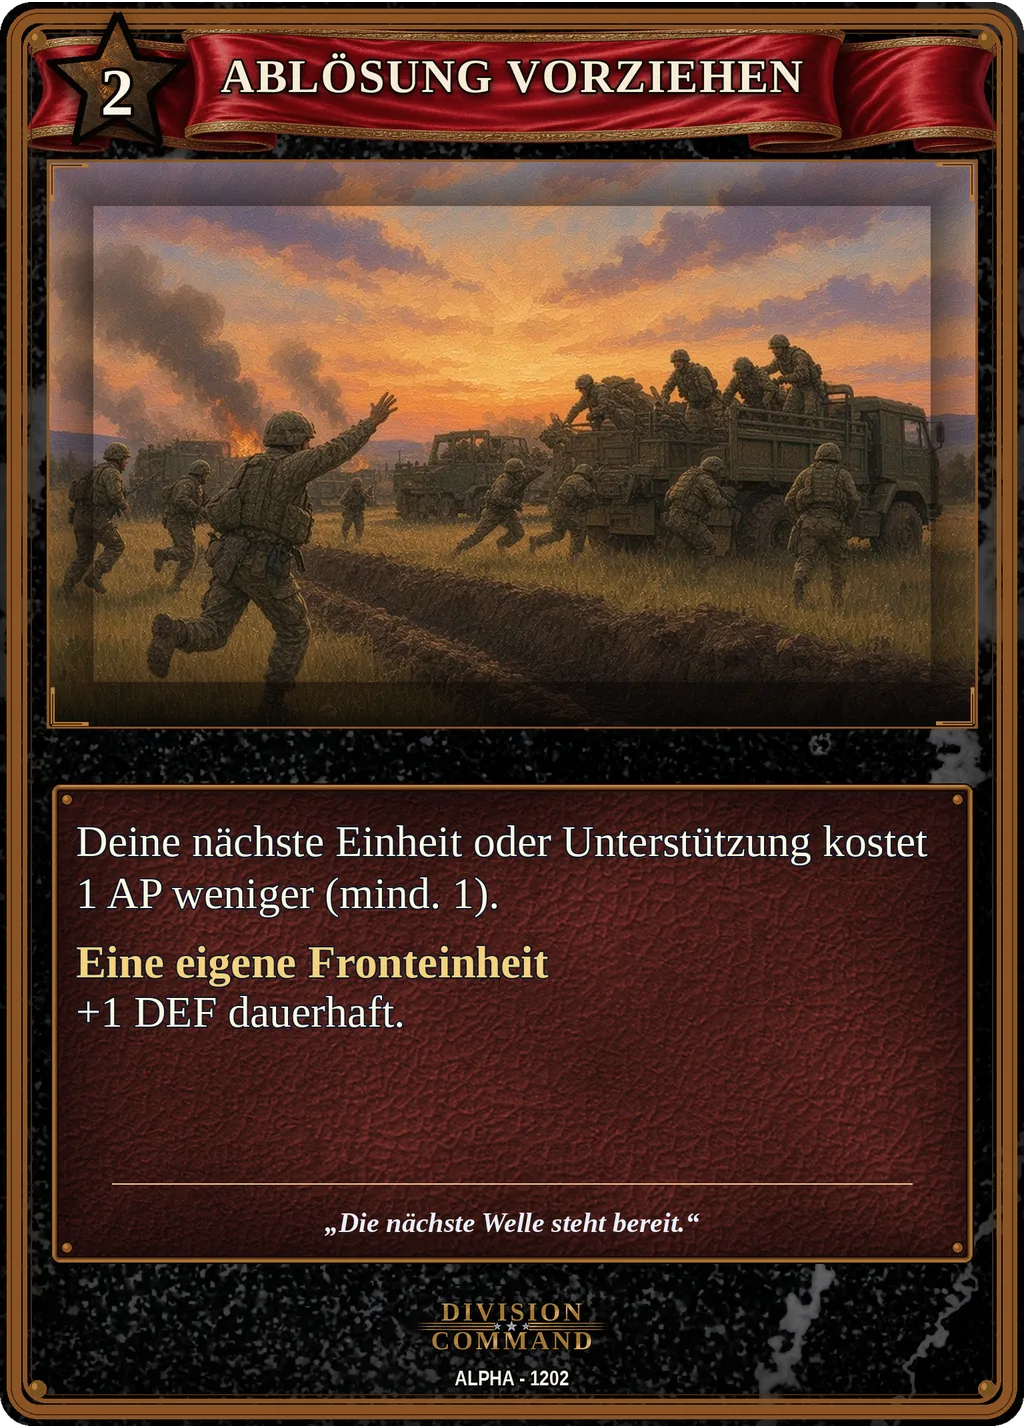 2
ABLÖSUNG VORZIEHEN
Deine nächste Einheit oder Unterstützung kostet
1 AP weniger (mind. 1).
Eine eigene Fronteinheit
+1 DEF dauerhaft.
„Die nächste Welle steht bereit.“
DIVISION
COMMAND
ALPHA - 1202